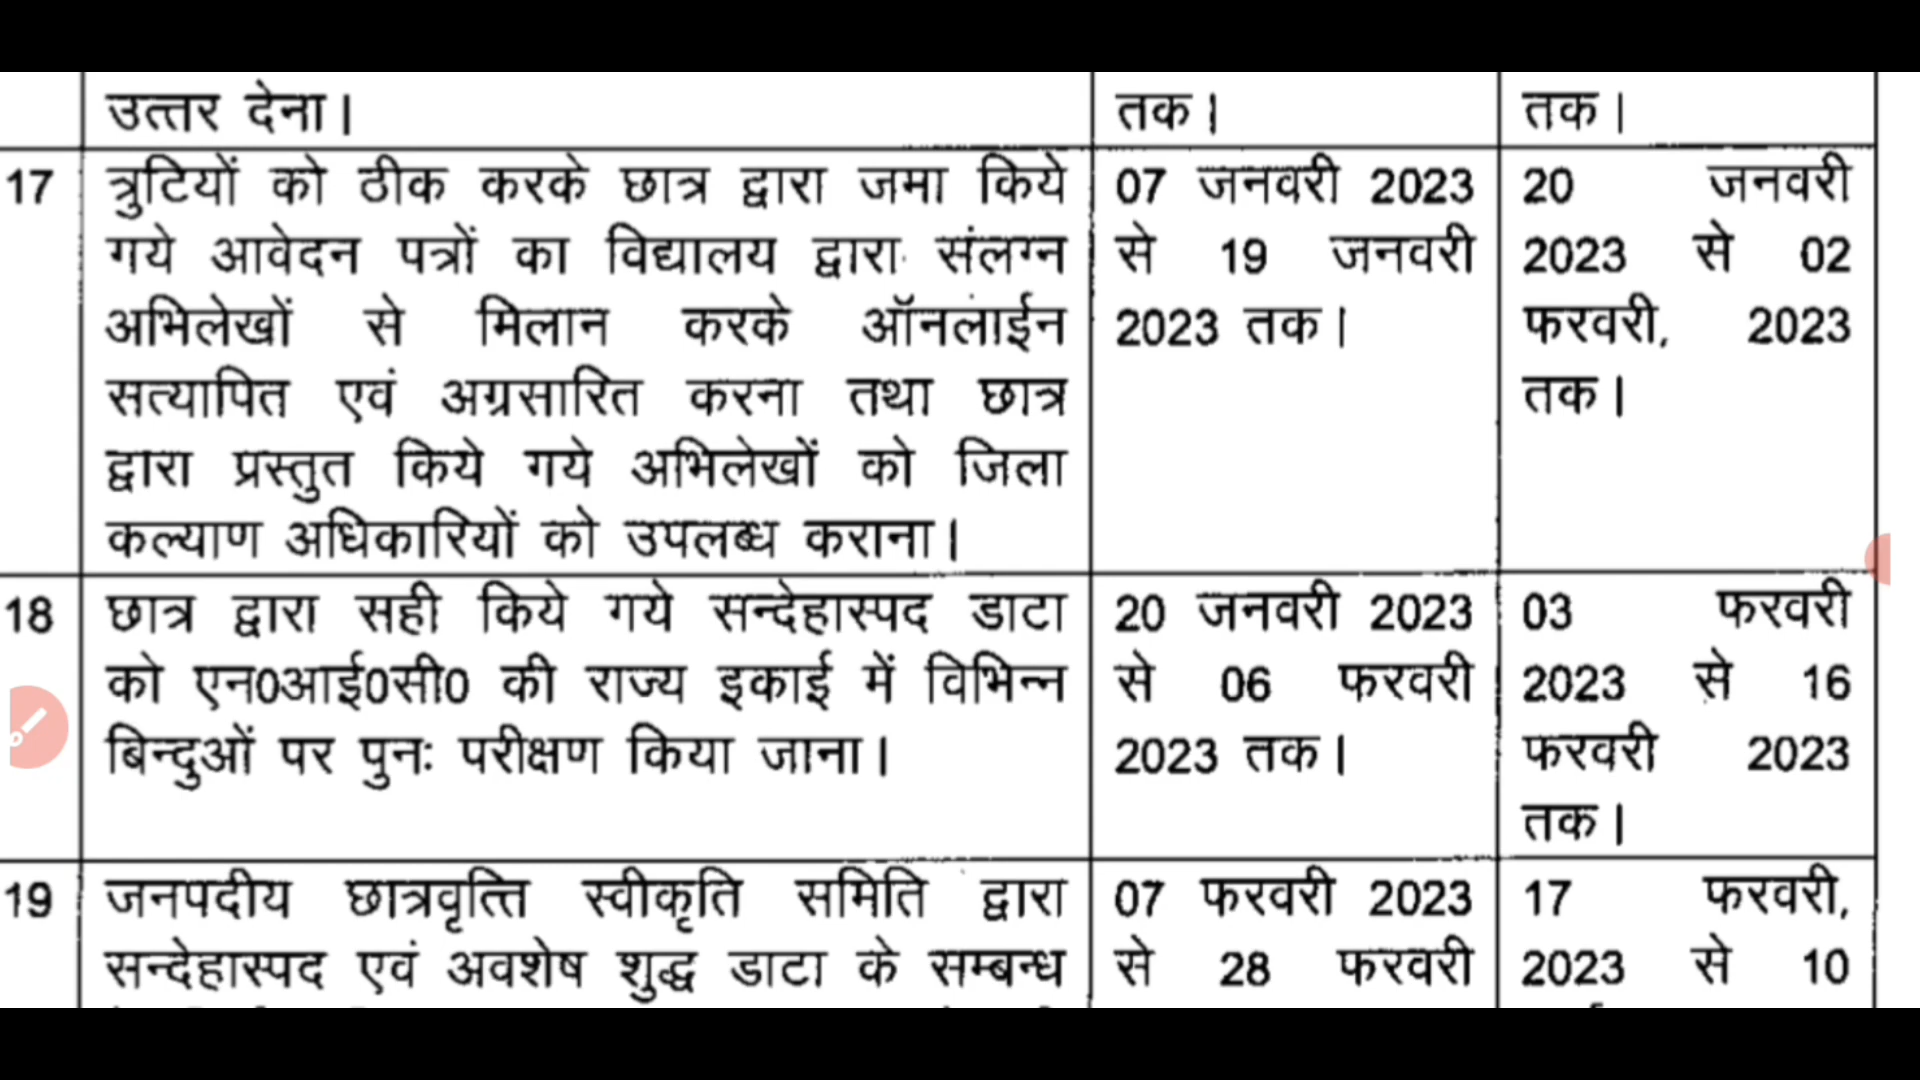 उत्तर देना।
तक।
तक।
17
त्रुटियों को ठीक करके छात्र द्वारा जमा किये
गये आवेदन पत्रों का विद्यालय द्वारा संलग्न
अभिलेखों से मिलान करके ऑनलाईन
सत्यापित एवं अग्रसारित करना तथा छात्र
द्वारा प्रस्तुत किये गये अभिलेखों को जिला
कल्याण अधिकारियों को उपलब्ध कराना।
07 जनवरी 2023
से 19 जनवरी
2023 तक।
20 जनवरी
2023 से 02
फरवरी, 2023
तक।
18
छात्र द्वारा सही किये गये सन्देहास्पद डाटा
को एन0आई0सी0 की राज्य इकाई में विभिन्न
बिन्दुओं पर पुनः परीक्षण किया जाना।
20 जनवरी 2023
से 06 फरवरी
2023 तक।
03 फरवरी
2023 से 16
फरवरी 2023
तक।
19
जनपदीय छात्रवृत्ति स्वीकृति समिति द्वारा
सन्देहास्पद एवं अवशेष शुद्ध डाटा के सम्बन्ध
07 फरवरी 2023
से 28 फरवरी
17 फरवरी,
2023 से 10